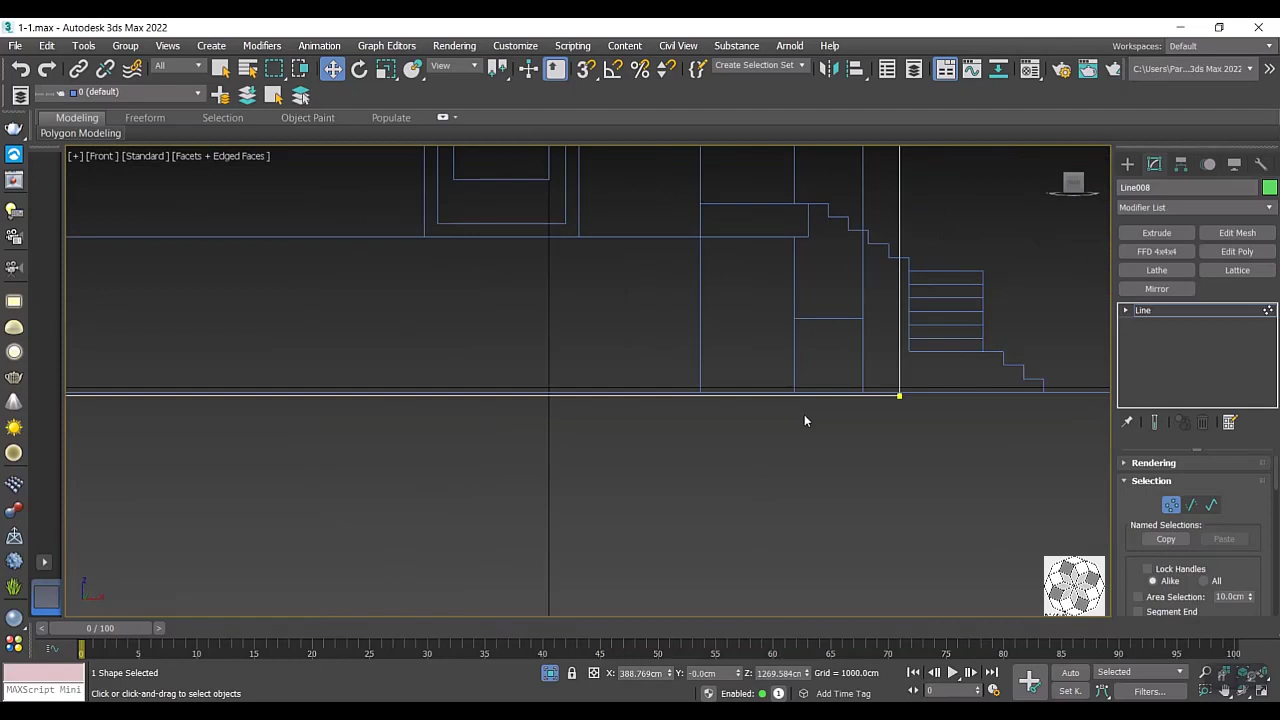 1-1.max - Autodesk 3ds Max 2022
File Edit Tools Group Views Create Modifiers Animation Graph Editors Rendering Customize Scripting Content Civil View Substance Arnold Help Workspaces: Default
All View Create Selection Set C:\Users\Par...3ds Max 2022
0 (default)
Modeling Freeform Selection Object Paint Populate
Polygon Modeling
[+] [Front ] [Standard ] [Facets + Edged Faces ]
Line008
Modifier List
Extrude Edit Mesh
FFD 4x4x4 Edit Poly
Lathe Lattice
Mirror
Line
Rendering
Selection
Named Selections:
Copy Paste
Lock Handles
Alike All
Area Selection: 10.0cm
Segment End
z
x
< 0 / 100 >
0 5 10 15 20 25 30 35 40 45 50 55 60 65 70 75 80 85 90 95 100
1 Shape Selected X: 388.769cm Y: -0.0cm Z: 1269.584cm Grid = 1000.0cm Auto Selected
MAXScript Mini Click or click-and-drag to select objects Enabled: 1 Add Time Tag 0 Set K. Filters...